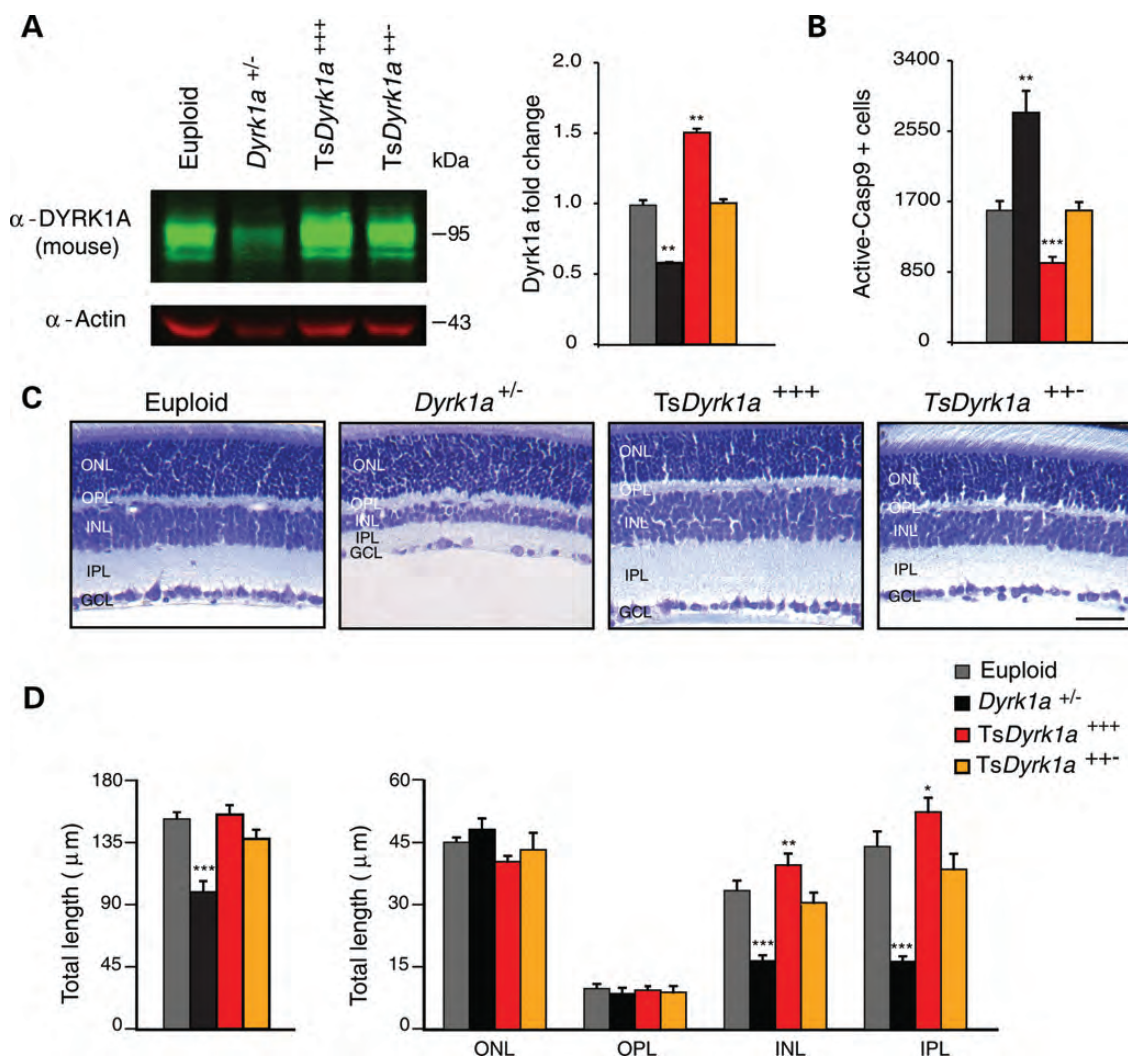 A
Euploid
Dyrk1a +/-
TsDyrk1a +++
TsDyrk1a ++-
kDa
α-DYRK1A
(mouse)
–95
α-Actin
–43
Dyrk1a fold change
2.0
1.5
1.0
0.5
0
**
**
B
Active-Casp9 + cells
3400
2550
1700
850
0
**
***
C
Euploid
Dyrk1a +/-
TsDyrk1a +++
TsDyrk1a ++-
ONL
OPL
INL
IPL
GCL
ONL
OPL
INL
IPL
GCL
ONL
OPL
INL
IPL
GCL
ONL
OPL
INL
IPL
GCL
Euploid
Dyrk1a +/-
TsDyrk1a +++
TsDyrk1a ++-
D
Total length (μm)
180
135
90
45
0
***
Total length (μm)
60
45
30
15
0
***
**
***
*
ONL
OPL
INL
IPL